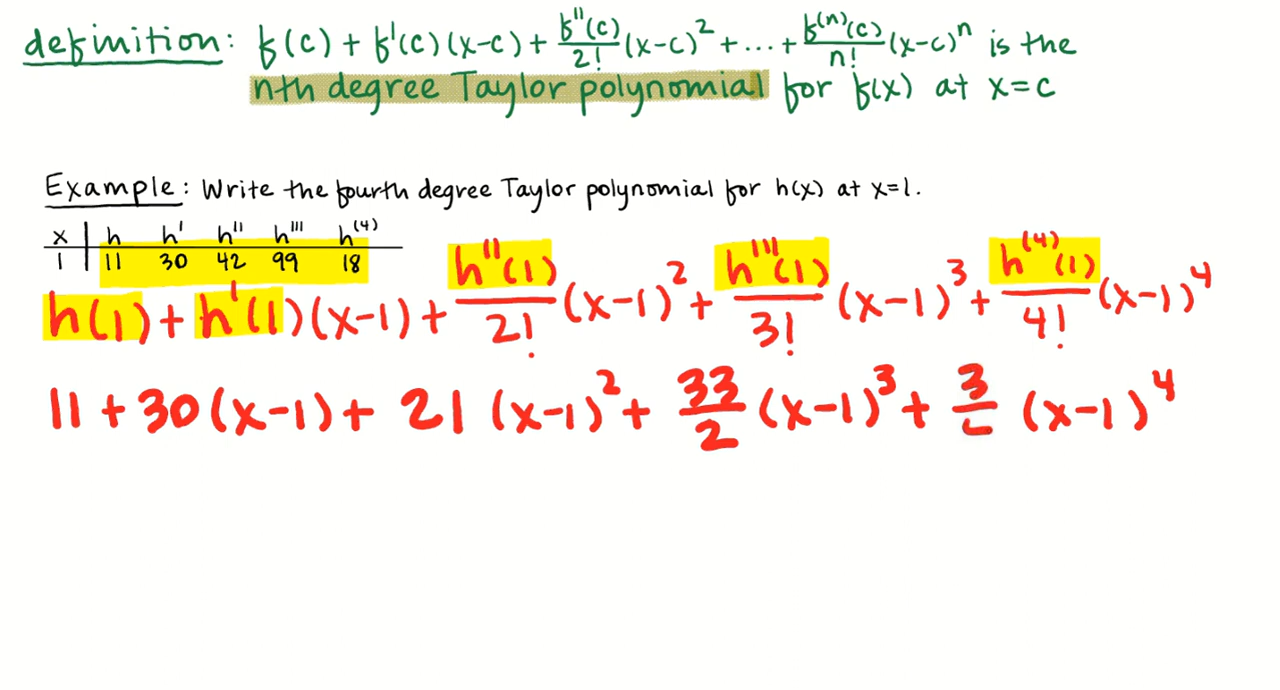 definition: f(c) + f'(c)(x-c) + f''(c)/2! (x-c)² + ... + f⁽ⁿ⁾(c)/n! (x-c)ⁿ is the
nth degree Taylor polynomial for f(x) at x=c
Example: Write the fourth degree Taylor polynomial for h(x) at x=1.
x | h h' h'' h''' h⁽⁴⁾
1 | 11 30 42 99 18
h(1) + h'(1)(x-1) + h''(1)/2! (x-1)² + h'''(1)/3! (x-1)³ + h⁽⁴⁾(1)/4! (x-1)⁴
11 + 30(x-1) + 21(x-1)² + 33/2 (x-1)³ + 3/ (x-1)⁴